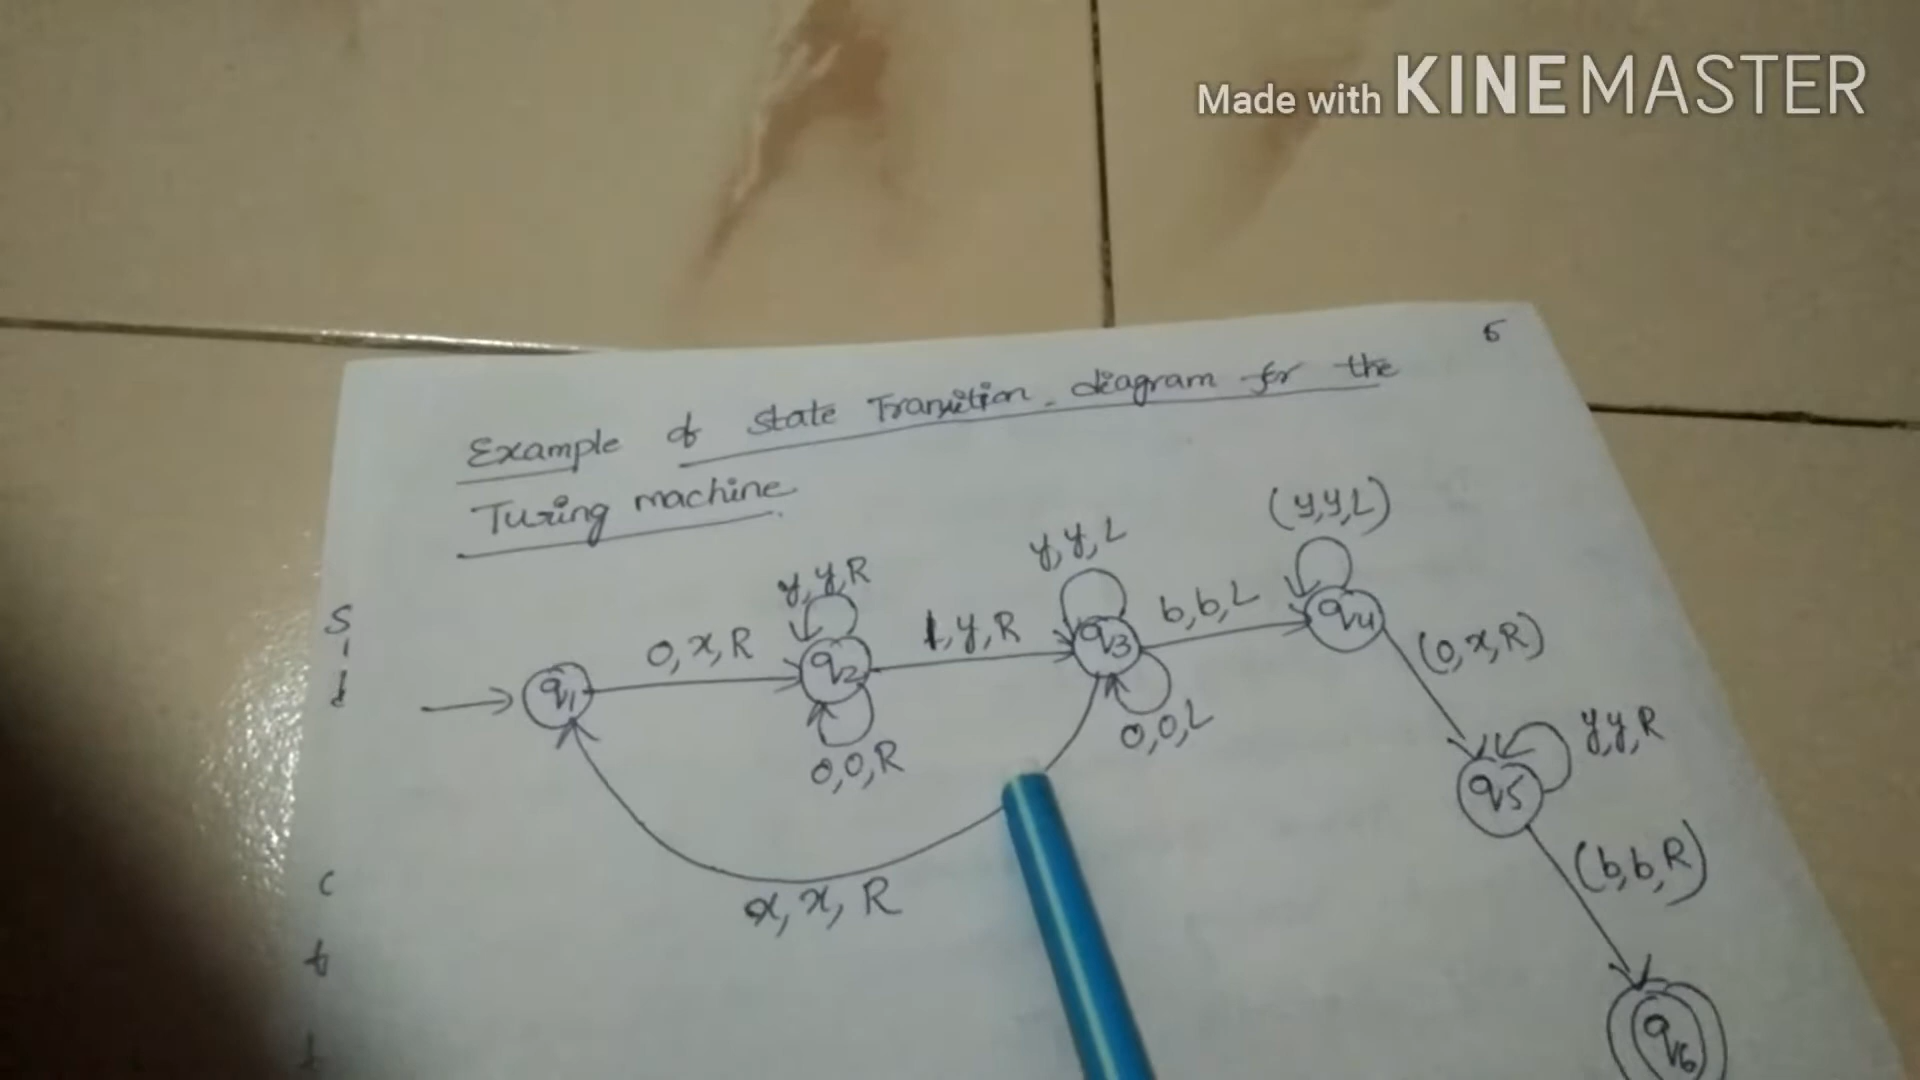 Made with KINEMASTER
5
Example of state Transition diagram for the
Turing machine
(y,y,L)
y,y,L
y,y,R
b,b,L
1,y,R
0,x,R
q1
q2
q3
q4
(0,x,R)
0,0,R
0,0,L
y,y,R
q5
x,x,R
(b,b,R)
q6